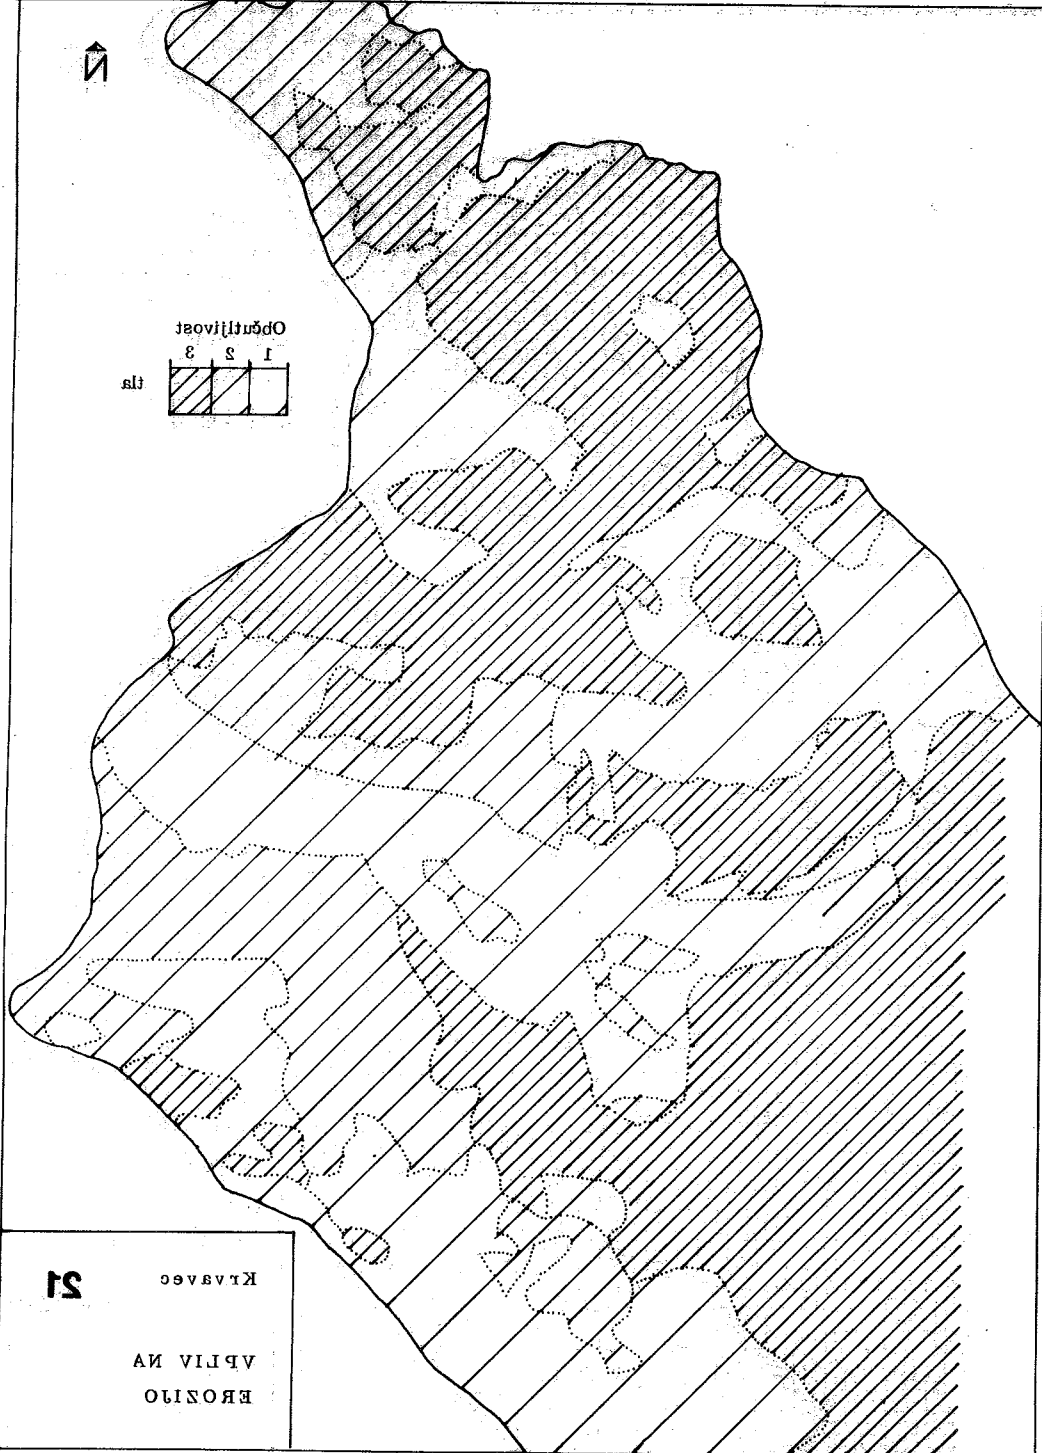 N
Občutljivost
1 2 3
tla
Krvavec
21
VPLIV NA
EROZIJO